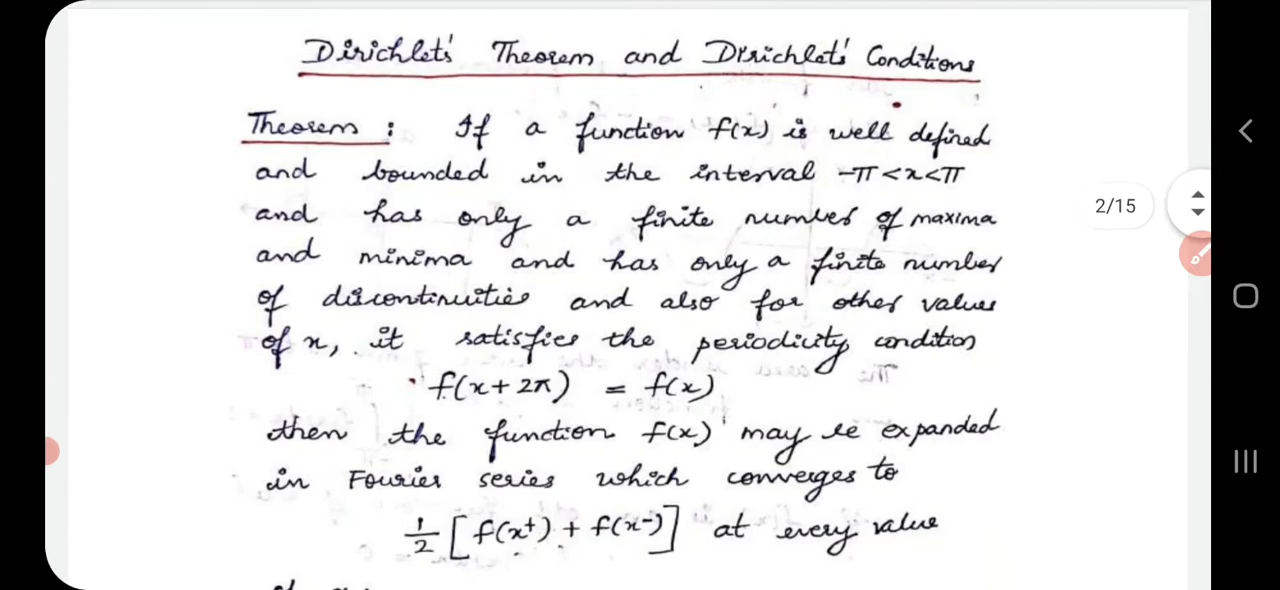 Dirichlet's Theorem and Dirichlet's Conditions
Theorem : If a function f(x) is well defined
and bounded in the interval -π<x<π
and has only a finite number of maxima
and minima and has only a finite number
of discontinuities and also for other values
of x, it satisfies the periodicity condition
f(x+2π) = f(x)
then the function f(x) may be expanded
in Fourier series which converges to
1/2 [f(x+) + f(x-)] at every value
2/15